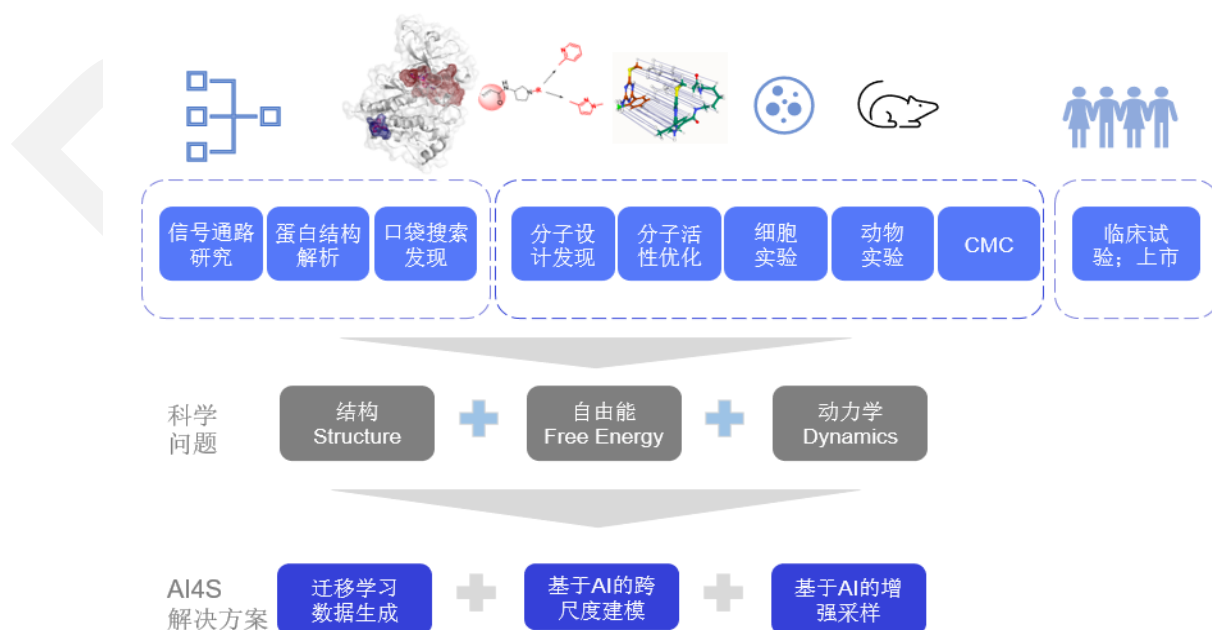 信号通路
研究
蛋白结构
解析
口袋搜索
发现
分子设
计发现
分子活
性优化
细胞
实验
动物
实验
CMC
临床试
验；上市
科学
问题
结构
Structure
自由能
Free Energy
动力学
Dynamics
AI4S
解决方案
迁移学习
数据生成
基于AI的跨
尺度建模
基于AI的增
强采样